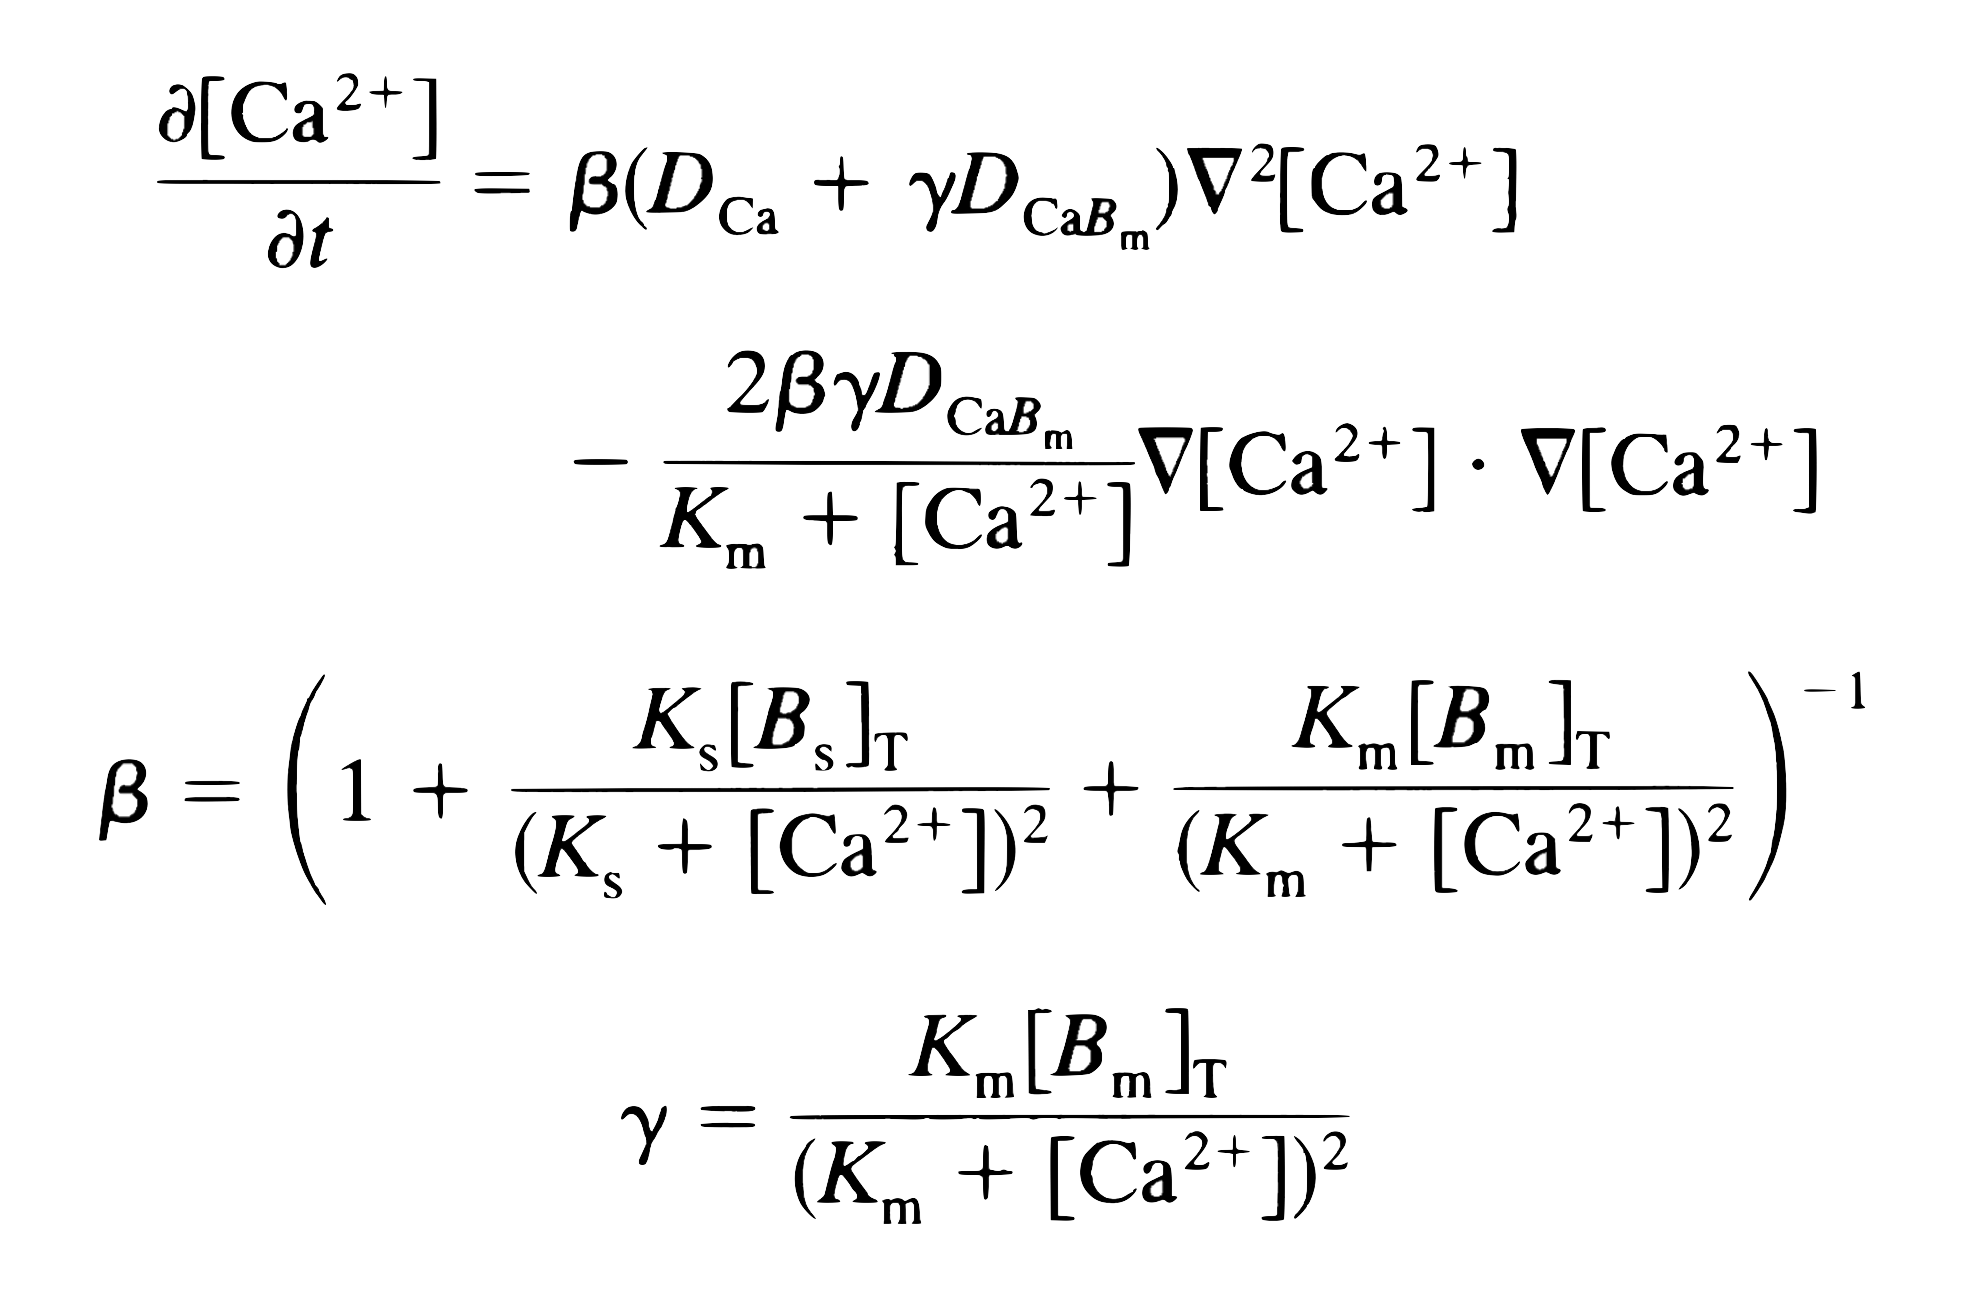 ∂[Ca²⁺]/∂t = β(D_Ca + γD_CaB_m)∇²[Ca²⁺]
− 2βγD_CaB_m/(K_m + [Ca²⁺]) ∇[Ca²⁺] · ∇[Ca²⁺]
β = (1 + K_s[B_s]_T/(K_s + [Ca²⁺])² + K_m[B_m]_T/(K_m + [Ca²⁺])²)⁻¹
γ = K_m[B_m]_T/(K_m + [Ca²⁺])²